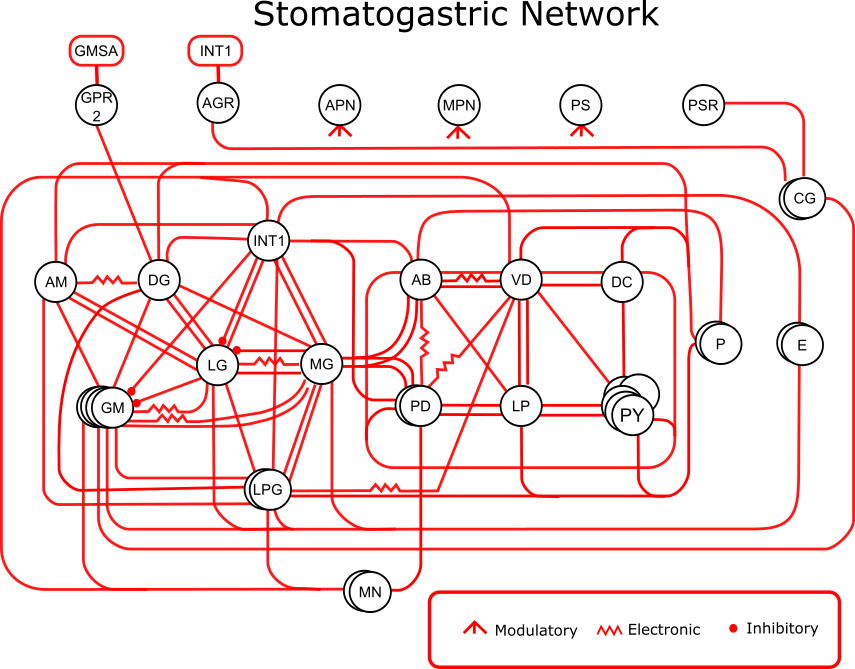 Stomatogastric Network
GMSA
INT1
GPR
2
AGR
APN
MPN
PS
PSR
CG
INT1
AM
DG
AB
VD
DC
P
E
LG
MG
GM
PD
LP
PY
LPG
MN
Modulatory
Electronic
Inhibitory